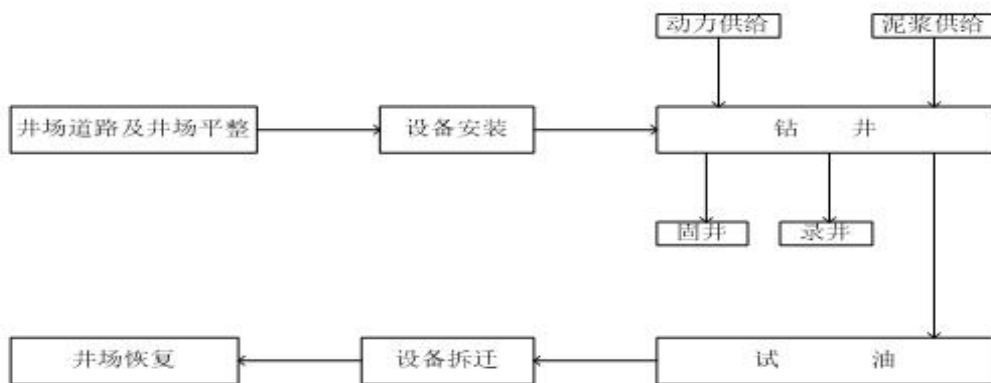 动力供给
泥浆供给
井场道路及井场平整
设备安装
钻 井
固井
录井
井场恢复
设备拆迁
试 油